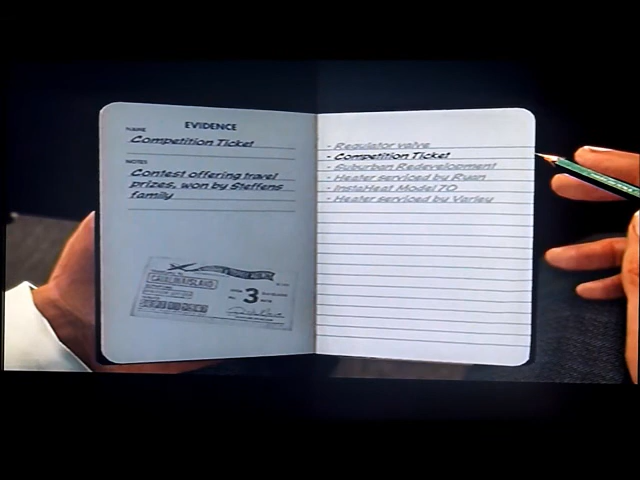 EVIDENCE
NAME
Competition Ticket
NOTES
Contest offering travel
prizes, won by Steffens
family
3
- Regulator valve
- Competition Ticket
- Suburban Redevelopment
- Heater serviced by Ryan
- InstaHeat Model 70
- Heater serviced by Varley